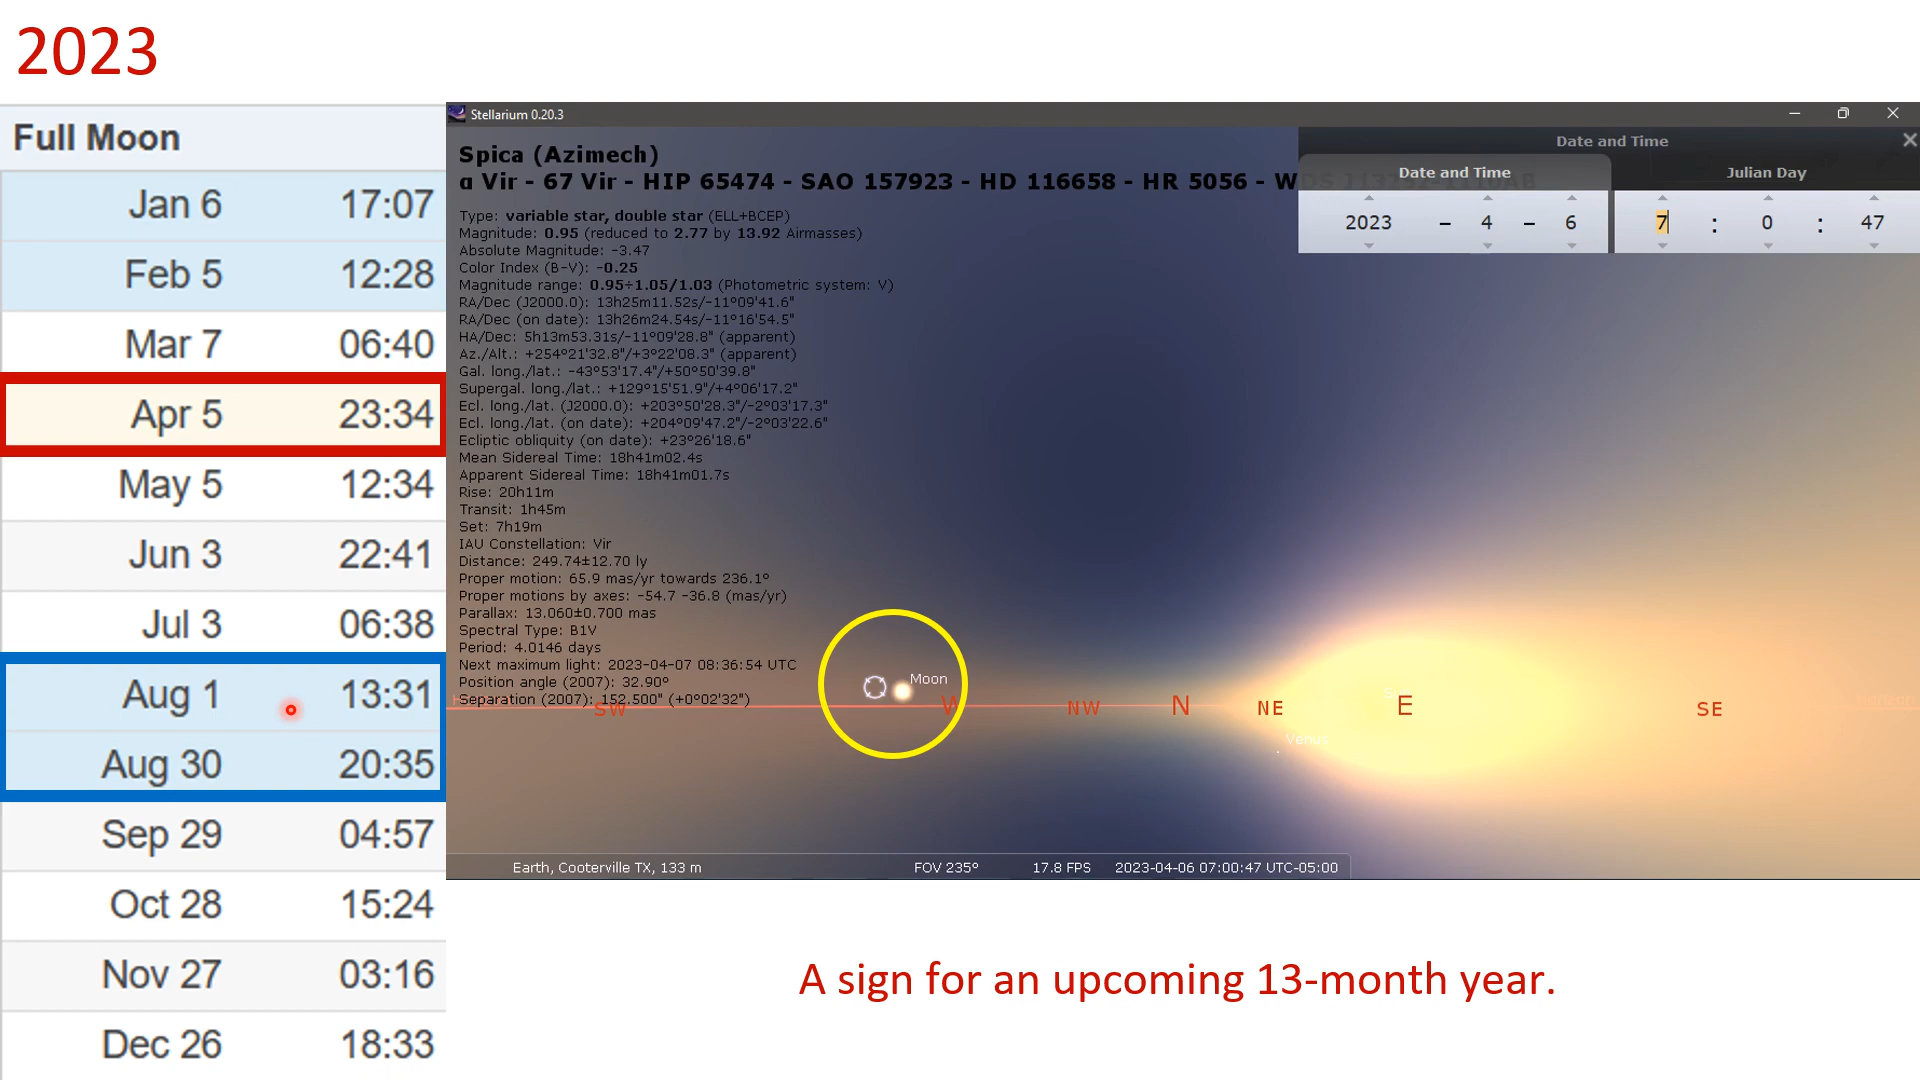 2023
Full Moon
Jan 6 17:07
Feb 5 12:28
Mar 7 06:40
Apr 5 23:34
May 5 12:34
Jun 3 22:41
Jul 3 06:38
Aug 1 13:31
Aug 30 20:35
Sep 29 04:57
Oct 28 15:24
Nov 27 03:16
Dec 26 18:33
Stellarium 0.20.3
Spica (Azimech)
α Vir - 67 Vir - HIP 65474 - SAO 157923 - HD 116658 - HR 5056 -
Type: variable star, double star (ELL+BCEP)
Magnitude: 0.95 (reduced to 2.77 by 13.92 Airmasses)
Absolute Magnitude: -3.47
Color Index (B-V): -0.25
Magnitude range: 0.95÷1.05/1.03 (Photometric system: V)
RA/Dec (J2000.0): 13h25m11.52s/-11°09'41.6"
RA/Dec (on date): 13h26m24.54s/-11°16'54.5"
HA/Dec: 5h13m53.31s/-11°09'28.8" (apparent)
Az./Alt.: +254°21'32.8"/+3°22'08.3" (apparent)
Gal. long./lat.: -43°53'17.4"/+50°50'39.8"
Supergal. long./lat.: +129°15'51.9"/+4°06'17.2"
Ecl. long./lat. (J2000.0): +203°50'28.3"/-2°03'17.3"
Ecl. long./lat. (on date): +204°09'47.2"/-2°03'22.6"
Ecliptic obliquity (on date): +23°26'18.6"
Mean Sidereal Time: 18h41m02.4s
Apparent Sidereal Time: 18h41m01.7s
Rise: 20h11m
Transit: 1h45m
Set: 7h19m
IAU Constellation: Vir
Distance: 249.74±12.70 ly
Proper motion: 65.9 mas/yr towards 236.1°
Proper motions by axes: -54.7 -36.8 (mas/yr)
Parallax: 13.060±0.700 mas
Spectral Type: B1V
Period: 4.0146 days
Next maximum light: 2023-04-07 08:36:54 UTC
Position angle (2007): 32.90°
Separation (2007): 152.500" (+0°02'32")
Date and Time
Date and Time Julian Day
2023 - 4 - 6 7 : 0 : 47
Moon
SW W NW N NE E SE
Venus
Earth, Cooterville TX, 133 m FOV 235° 17.8 FPS 2023-04-06 07:00:47 UTC-05:00
A sign for an upcoming 13-month year.